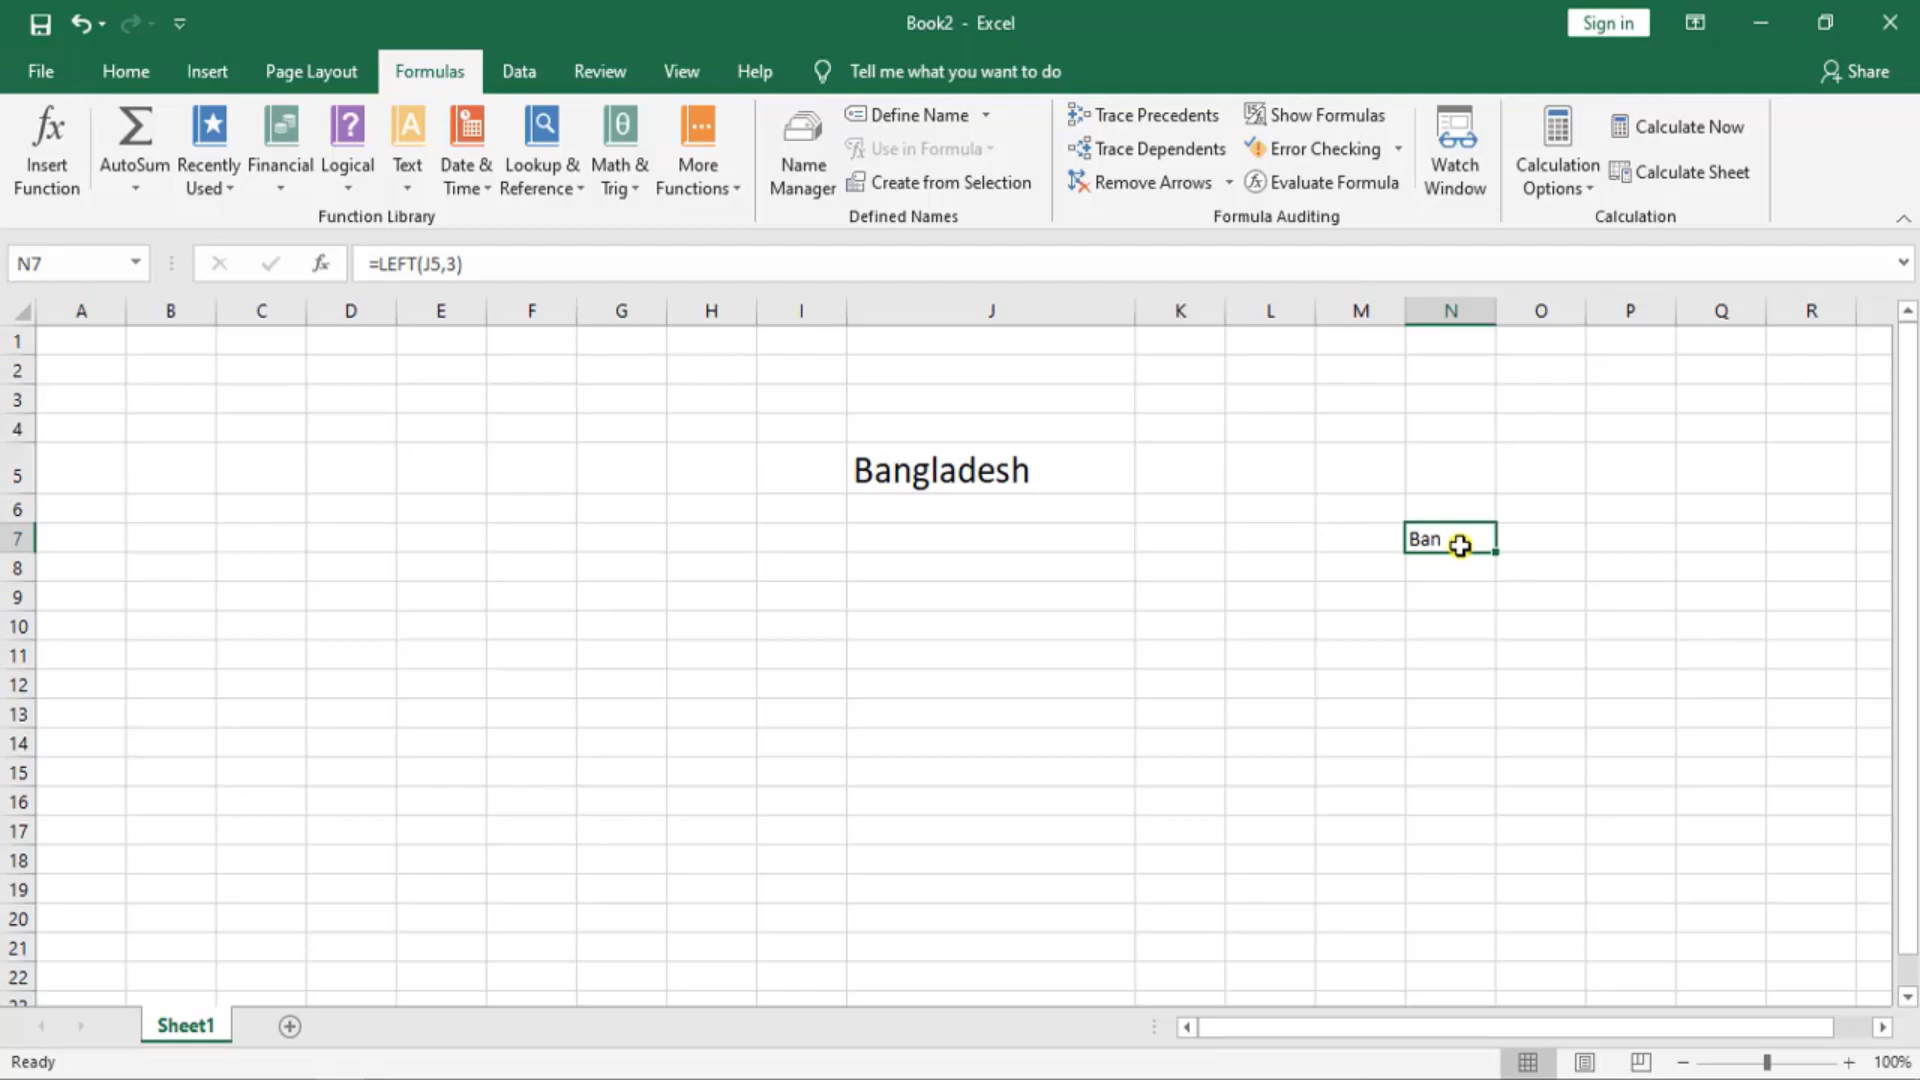 Book2 - Excel
Sign in
File Home Insert Page Layout Formulas Data Review View Help Tell me what you want to do Share
Insert Function
AutoSum
Recently Used
Financial
Logical
Text
Date & Time
Lookup & Reference
Math & Trig
More Functions
Function Library
Name Manager
Define Name
Use in Formula
Create from Selection
Defined Names
Trace Precedents
Trace Dependents
Remove Arrows
Show Formulas
Error Checking
Evaluate Formula
Formula Auditing
Watch Window
Calculation Options
Calculate Now
Calculate Sheet
Calculation
N7 fx =LEFT(J5,3)
A B C D E F G H I J K L M N O P Q R
1
2
3
4
5 Bangladesh
6
7 Ban
8
9
10
11
12
13
14
15
16
17
18
19
20
21
22
23
Sheet1
Ready 100%